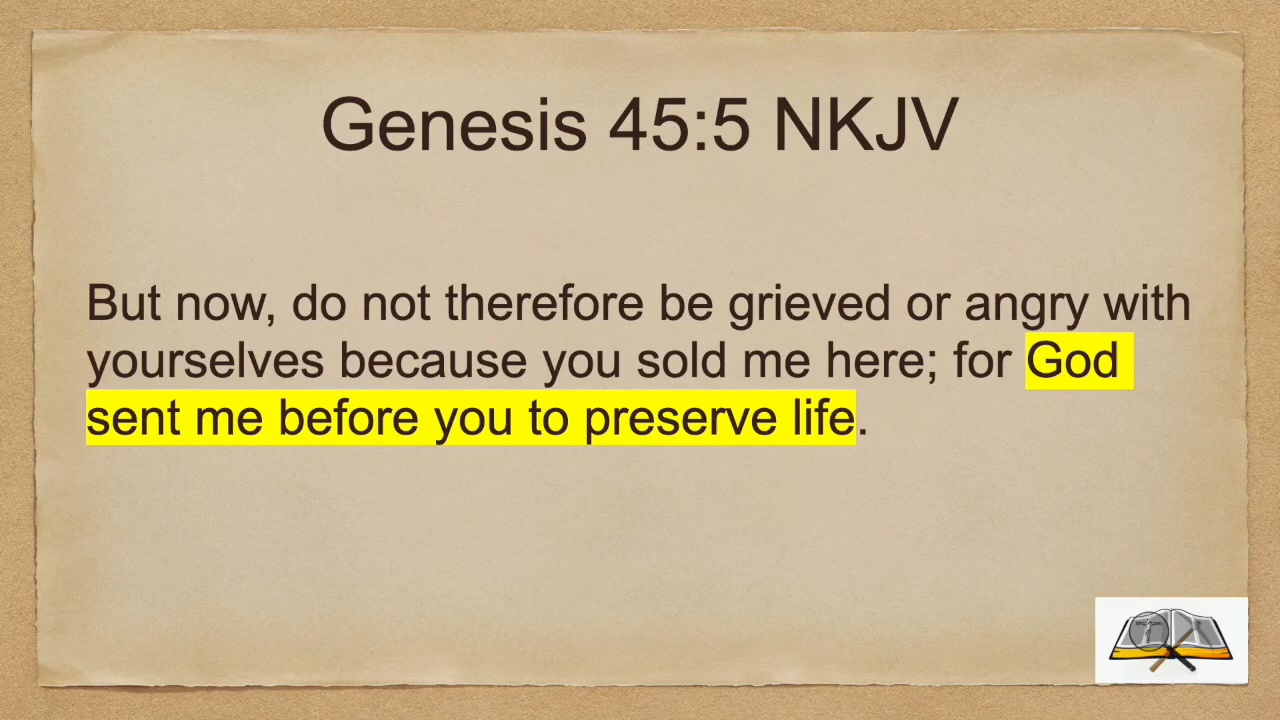 Genesis 45:5 NKJV
But now, do not therefore be grieved or angry with
yourselves because you sold me here; for God
sent me before you to preserve life.